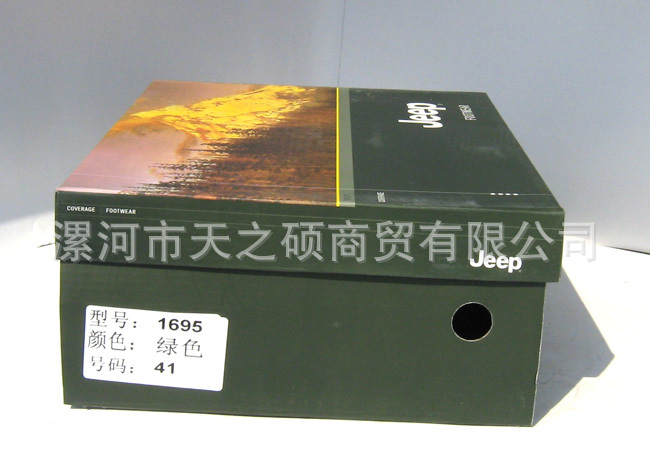 Jeep
FOOTWEAR
COVERAGE FOOTWEAR
漯河市天之硕商贸有限公司
Jeep
型号: 1695
颜色: 绿色
号码: 41